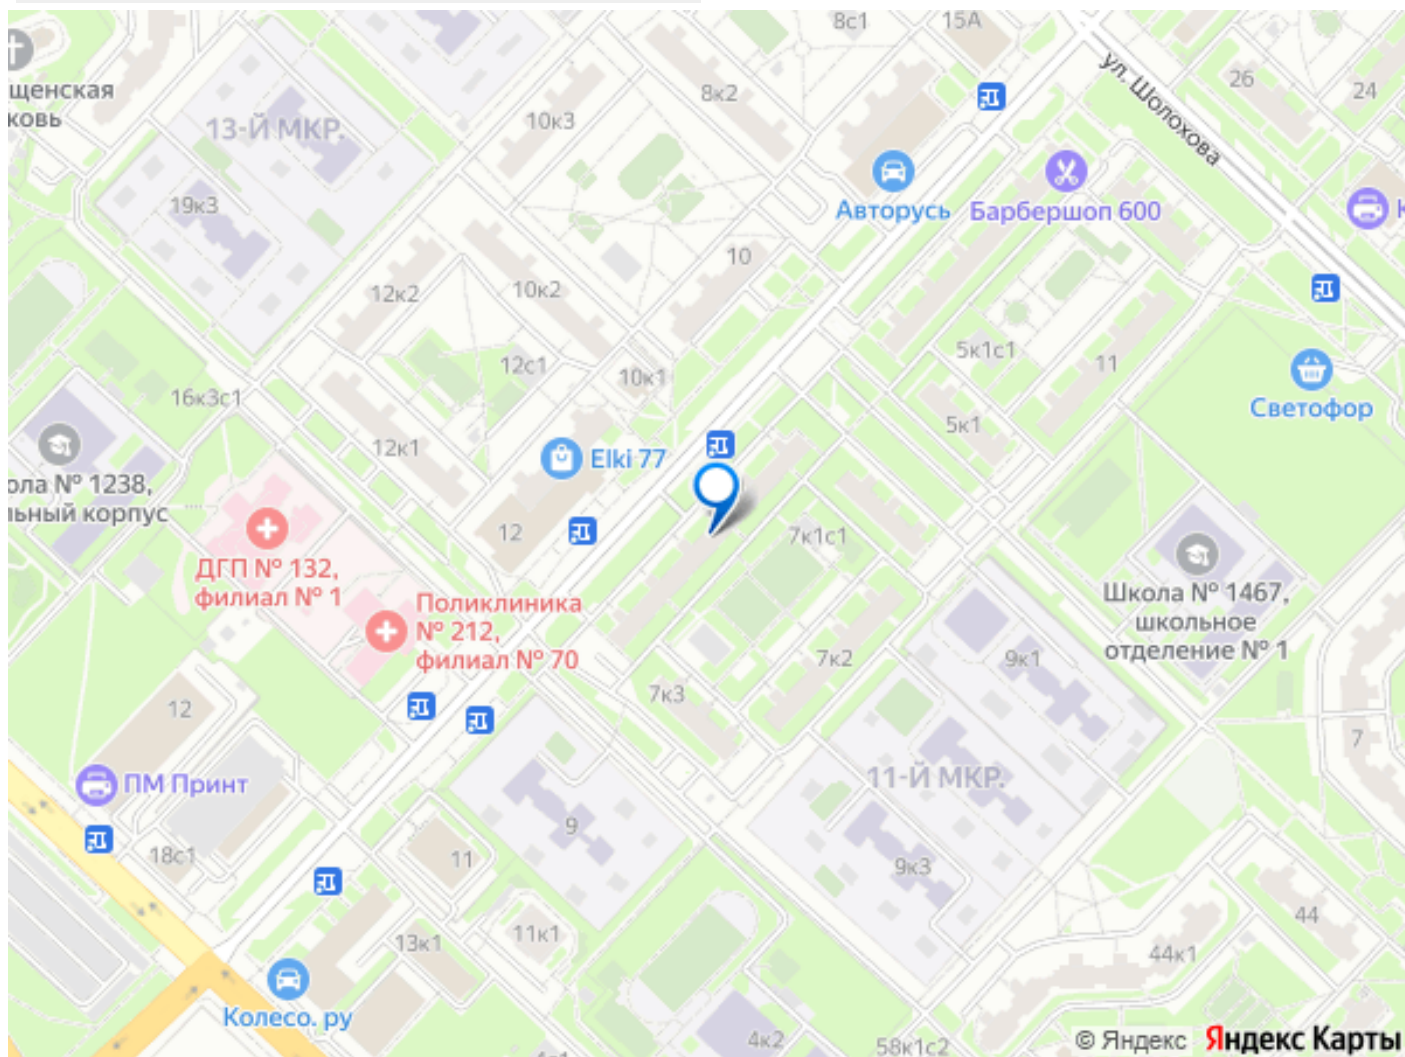 8с1
15А
ул. Шолохова
26
24
щенская
ковь
8к2
10к3
13-Й МКР.
Авторусь
Барбершоп 600
К
19к3
10
12к2
10к2
5к1с1
11
12с1
10к1
Светофор
16к3с1
5к1
12к1
Elki 77
ола № 1238,
льный корпус
12
7к1с1
ДГП № 132,
филиал № 1
Поликлиника
№ 212,
филиал № 70
Школа № 1467,
школьное
отделение № 1
7к2
9к1
7к3
12
7
11-Й МКР.
ПМ Принт
9
18с1
11
9к3
44
13к1
11к1
44к1
Колесо. ру
4к2
58к1с2
© Яндекс Яндекс Карты